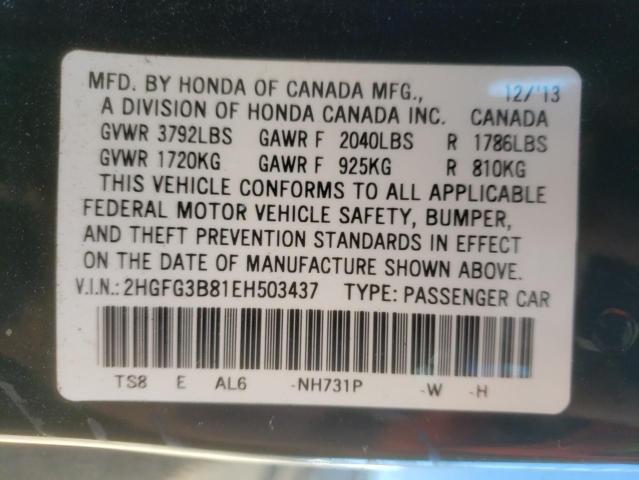 MFD. BY HONDA OF CANADA MFG., 12/'13
A DIVISION OF HONDA CANADA INC. CANADA
GVWR 3792LBS GAWR F 2040LBS R 1786LBS
GVWR 1720KG GAWR F 925KG R 810KG
THIS VEHICLE CONFORMS TO ALL APPLICABLE
FEDERAL MOTOR VEHICLE SAFETY, BUMPER,
AND THEFT PREVENTION STANDARDS IN EFFECT
ON THE DATE OF MANUFACTURE SHOWN ABOVE.
V.I.N.: 2HGFG3B81EH503437 TYPE: PASSENGER CAR
TS8 E AL6 -NH731P -W -H